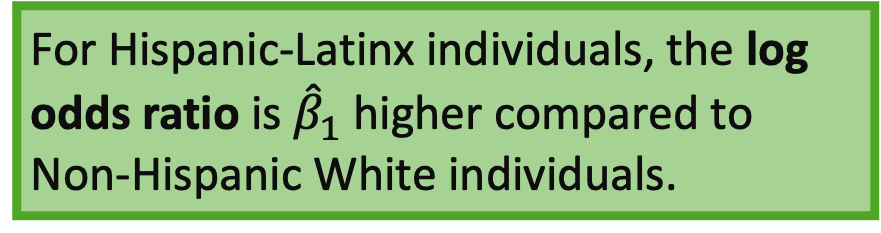 For Hispanic-Latinx individuals, the log
odds ratio is β̂₁ higher compared to
Non-Hispanic White individuals.